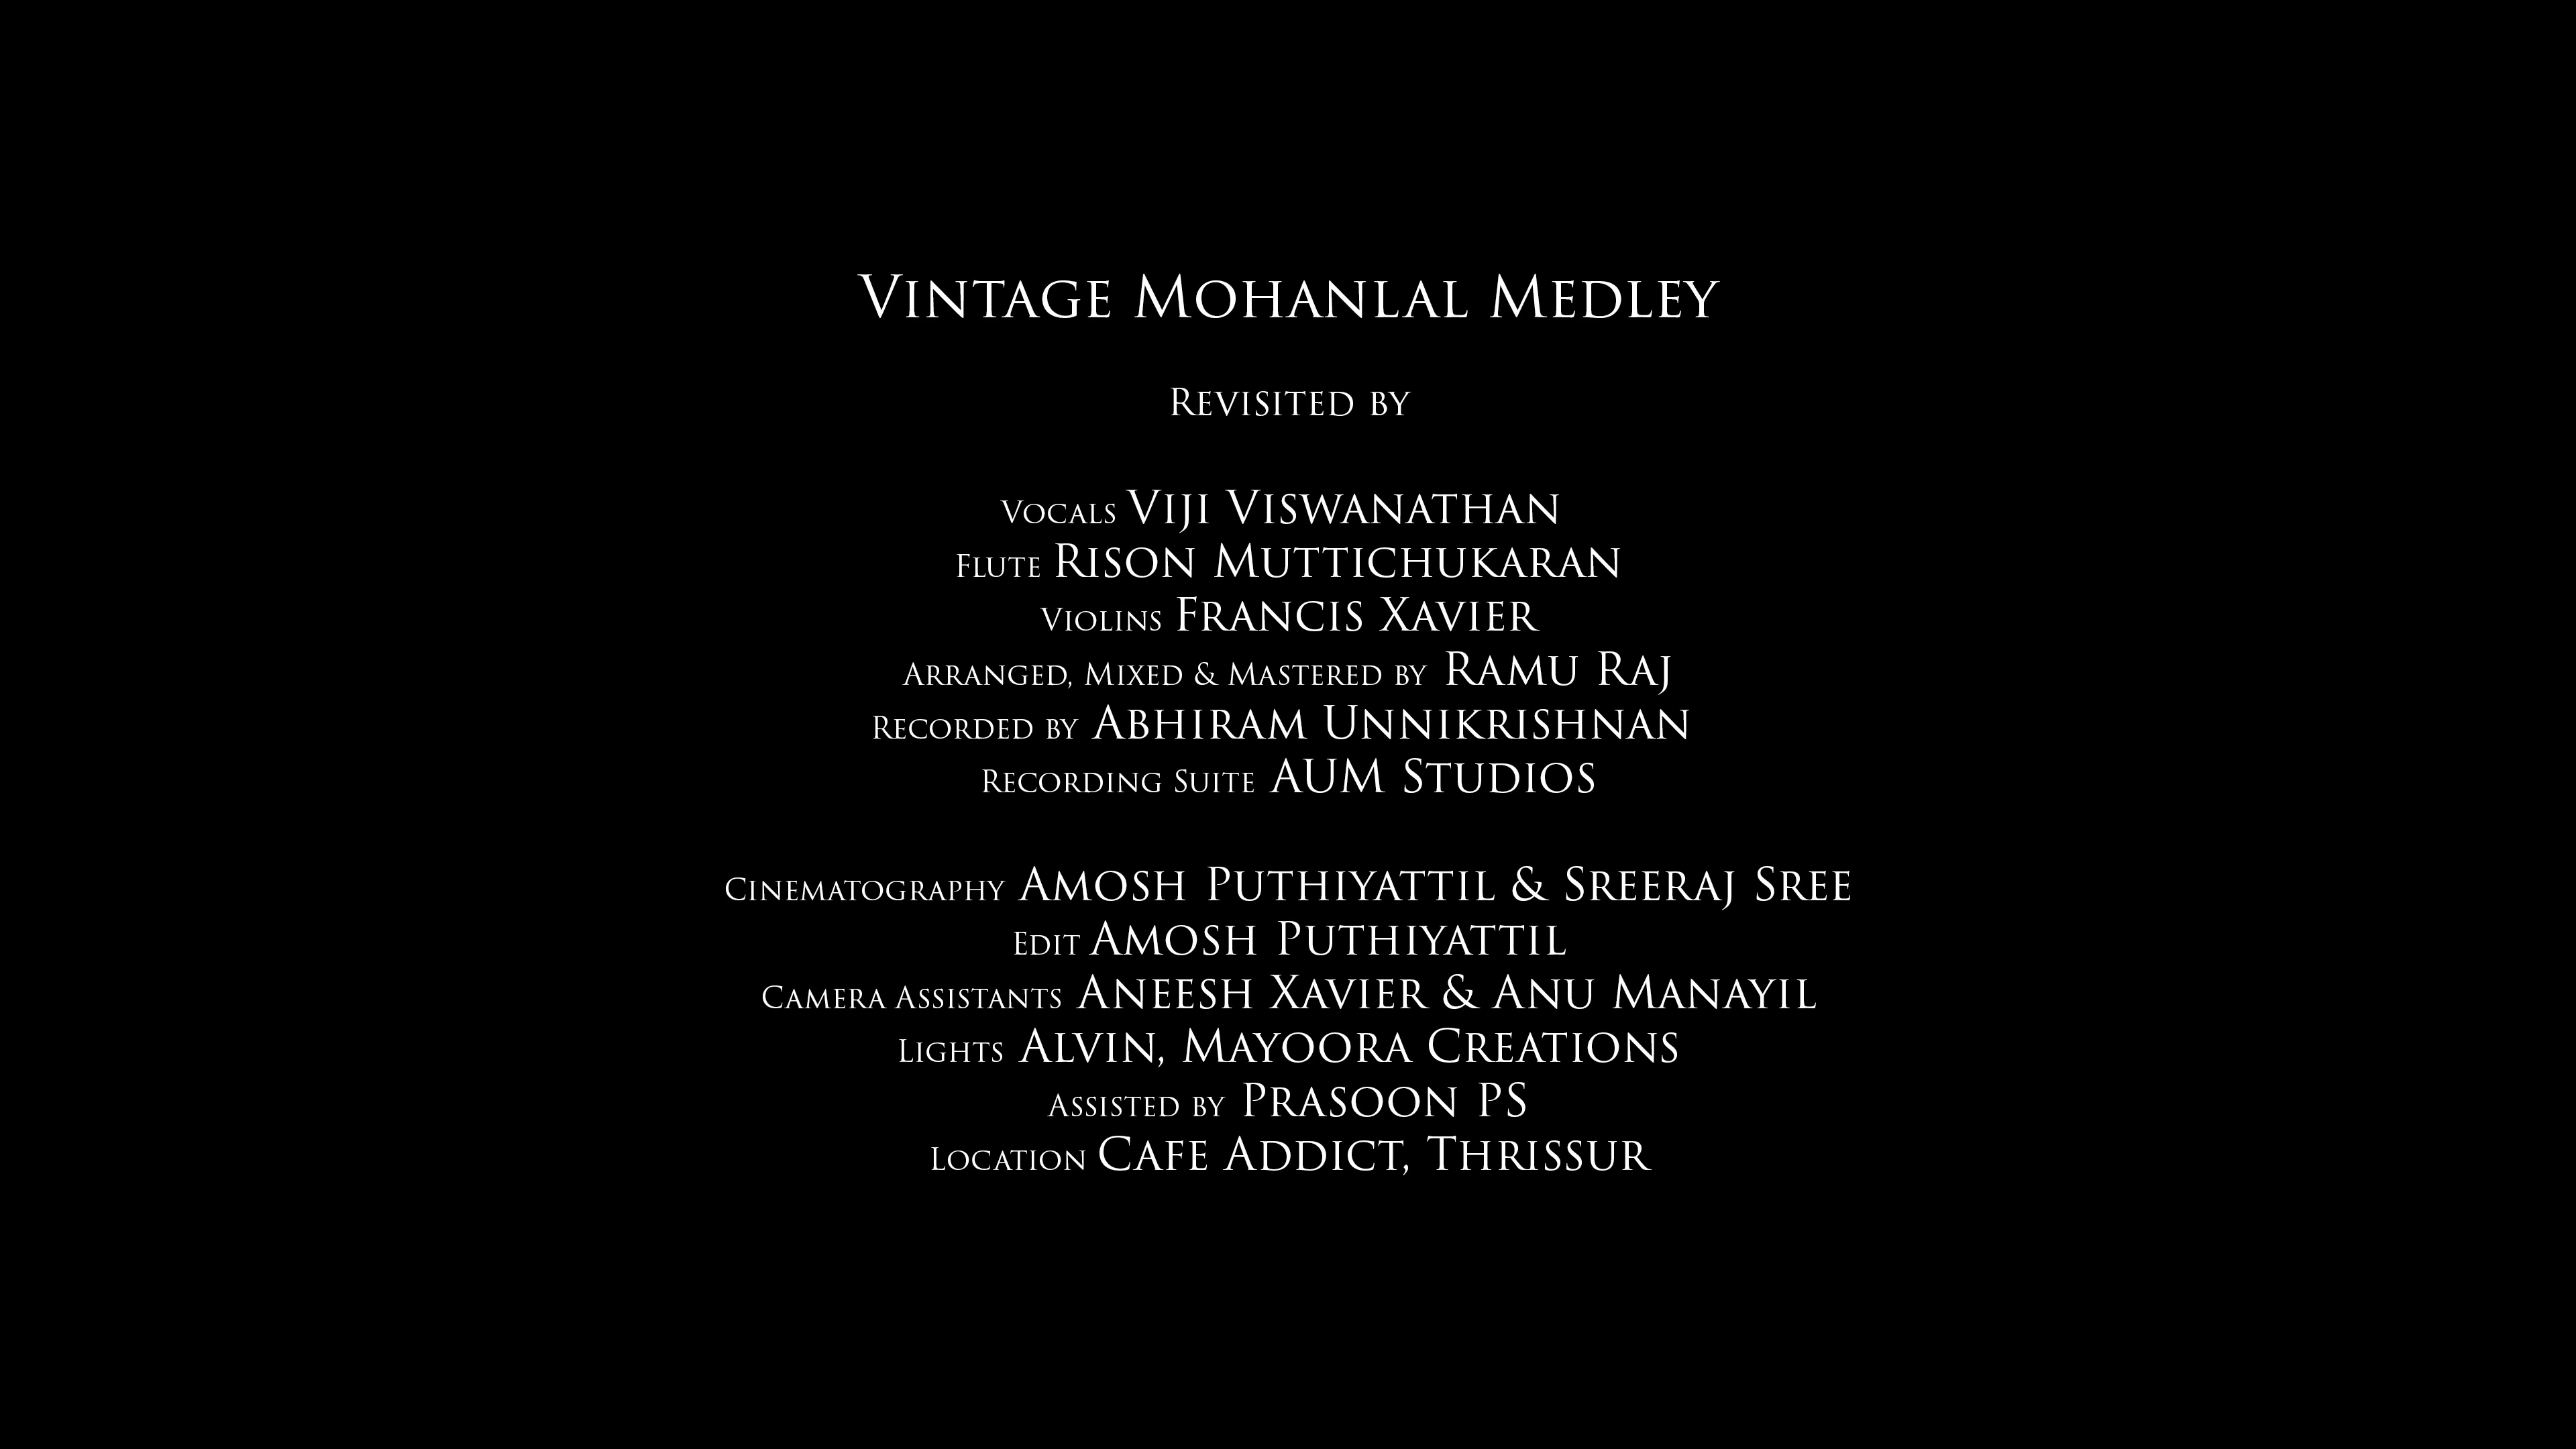 Vintage Mohanlal Medley
Revisited by
Vocals Viji Viswanathan
Flute Rison Muttichukaran
Violins Francis Xavier
Arranged, Mixed & Mastered by Ramu Raj
Recorded by Abhiram Unnikrishnan
Recording Suite AUM Studios
Cinematography Amosh Puthiyattil & Sreeraj Sree
Edit Amosh Puthiyattil
Camera Assistants Aneesh Xavier & Anu Manayil
Lights Alvin, Mayoora Creations
Assisted by Prasoon PS
Location Cafe Addict, Thrissur